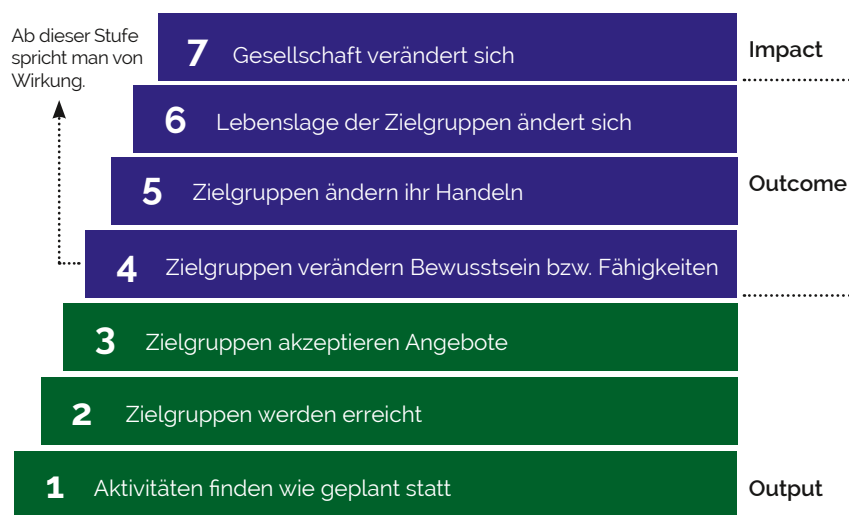 Ab dieser Stufe
spricht man von
Wirkung.
7 Gesellschaft verändert sich
Impact
6 Lebenslage der Zielgruppen ändert sich
5 Zielgruppen ändern ihr Handeln
Outcome
4 Zielgruppen verändern Bewusstsein bzw. Fähigkeiten
3 Zielgruppen akzeptieren Angebote
2 Zielgruppen werden erreicht
1 Aktivitäten finden wie geplant statt
Output